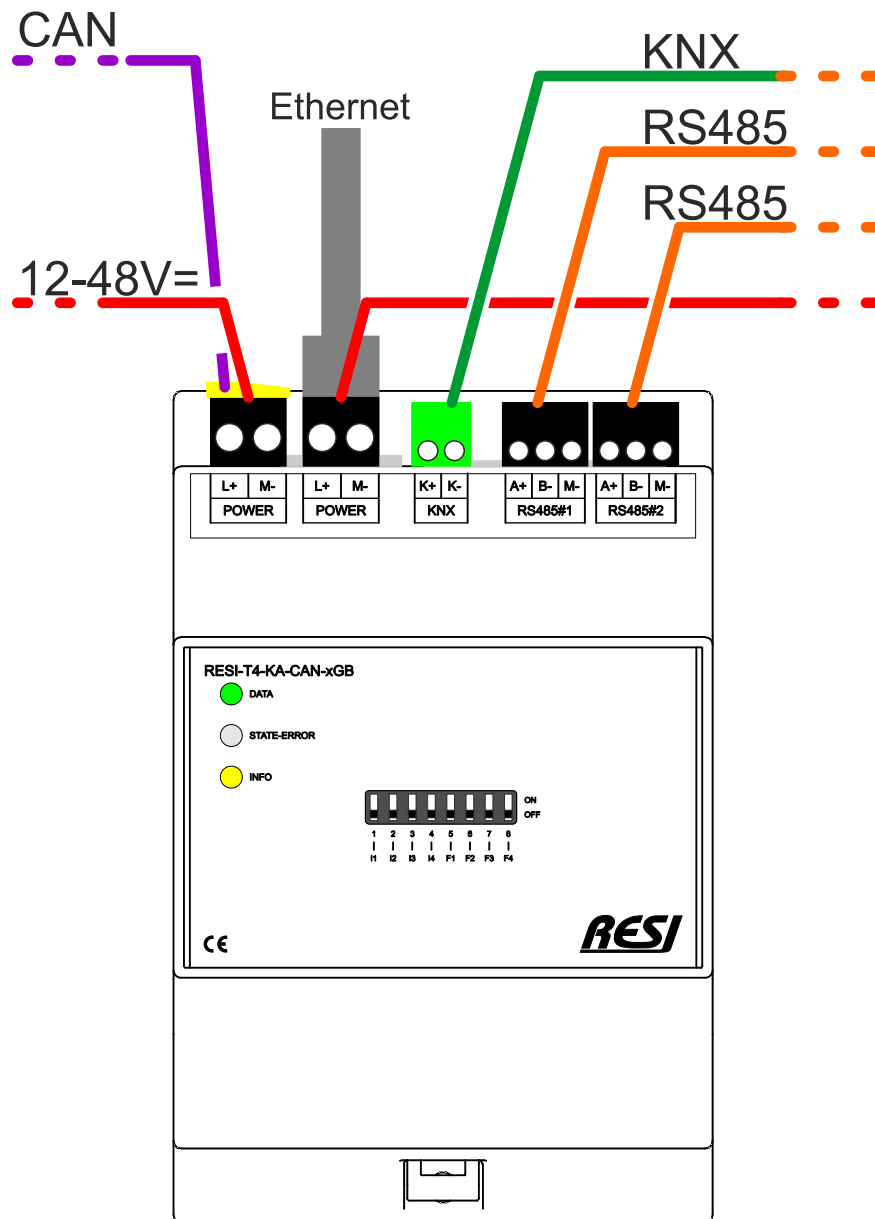 CAN
KNX
Ethernet
RS485
RS485
12-48V=
L+ M- L+ M- K+ K- A+ B- M- A+ B- M-
POWER POWER KNX RS485#1 RS485#2
RESI-T4-KA-CAN-xGB
DATA
STATE-ERROR
INFO
ON
OFF
1 2 3 4 5 6 7 8
I1 I2 I3 I4 F1 F2 F3 F4
CE RESI